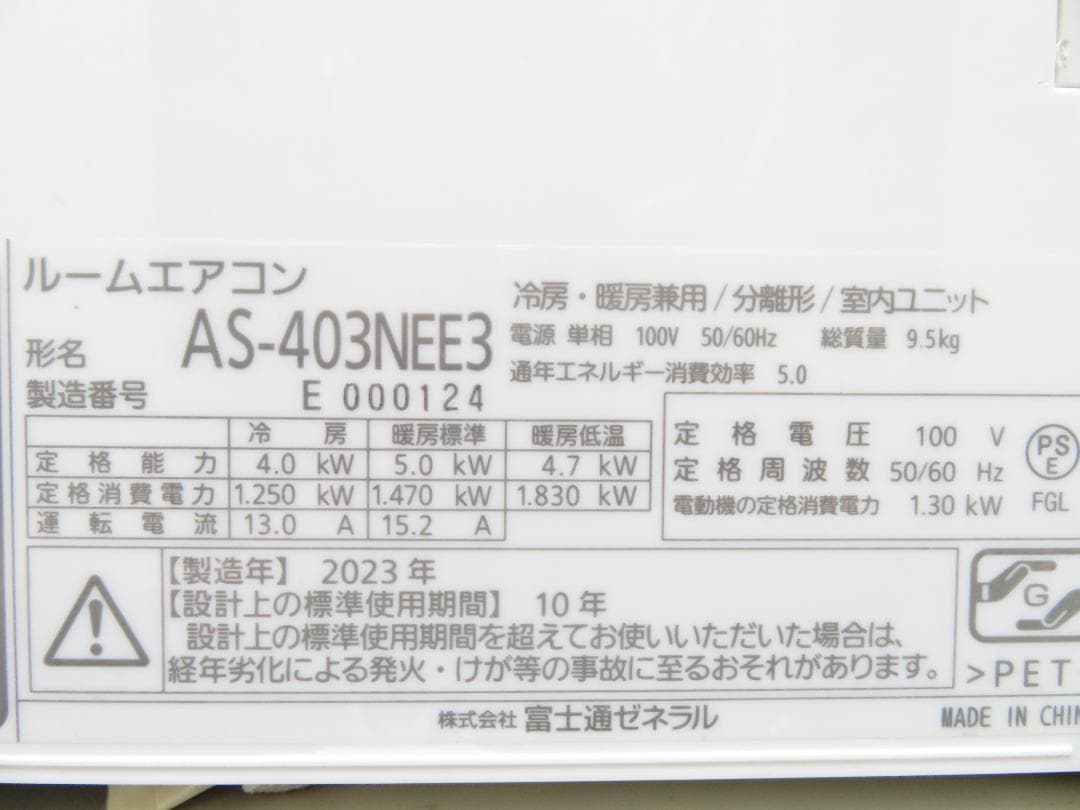 ルームエアコン
形名 AS-403NEE3
製造番号 E 000124
冷房・暖房兼用/分離形/室内ユニット
電源 単相 100V 50/60Hz 総質量 9.5kg
通年エネルギー消費効率 5.0
冷房 暖房標準 暖房低温
定格能力 4.0 kW 5.0 kW 4.7 kW
定格消費電力 1.250 kW 1.470 kW 1.830 kW
運転電流 13.0 A 15.2 A
定格電圧 100 V
定格周波数 50/60 Hz
電動機の定格消費電力 1.30 kW
PS
E
FGL
【製造年】 2023年
【設計上の標準使用期間】 10年
設計上の標準使用期間を超えてお使いいただいた場合は、
経年劣化による発火・けが等の事故に至るおそれがあります。
G
>PET
株式会社 富士通ゼネラル
MADE IN CHIN